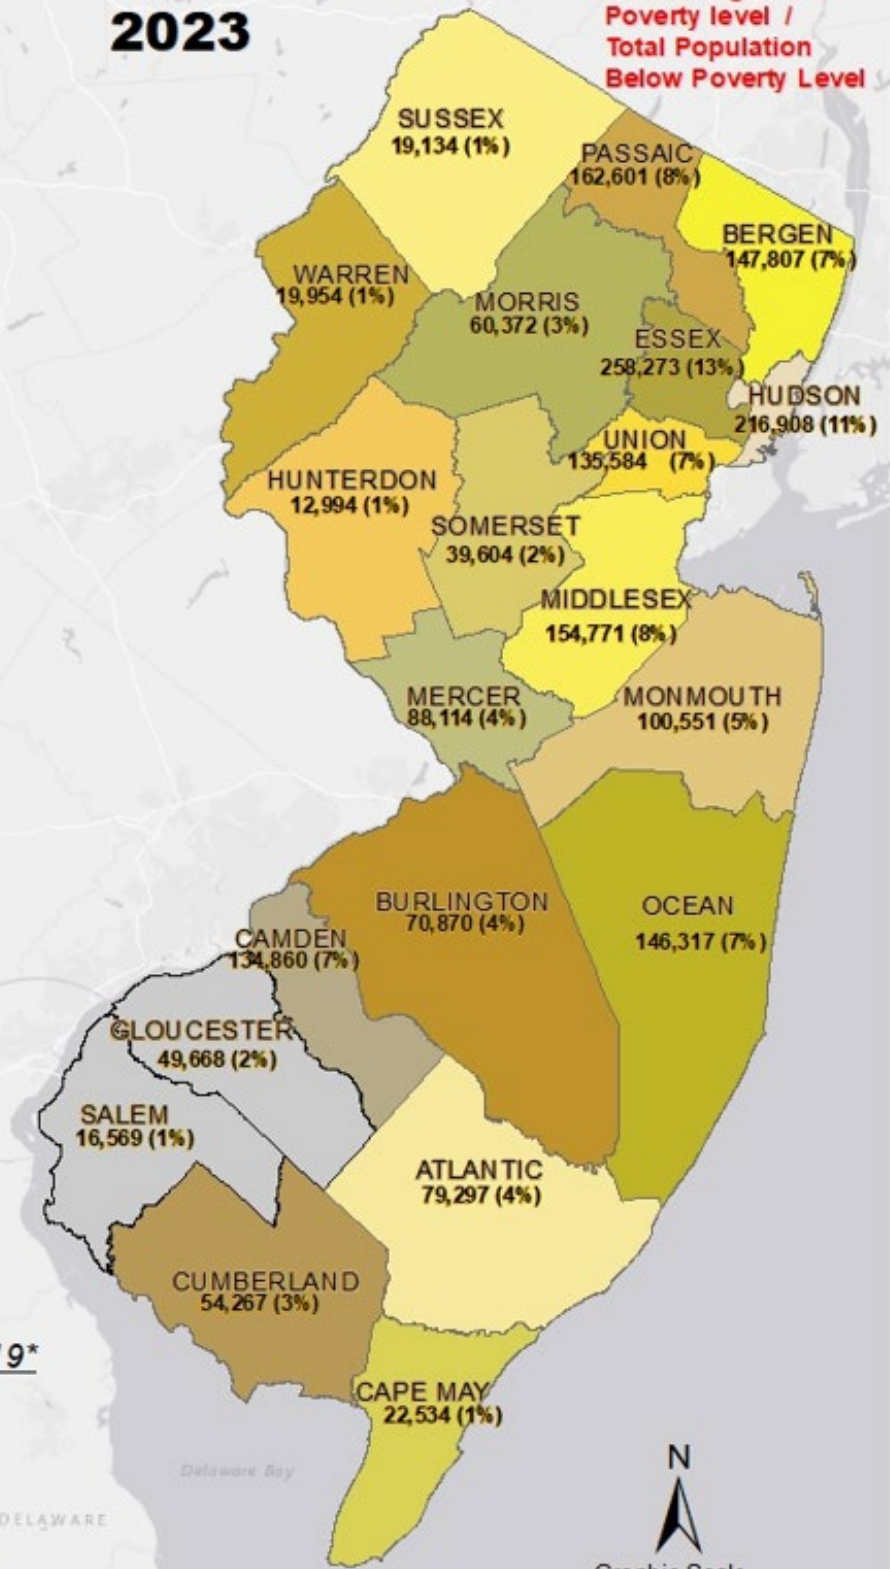 2023
Poverty level /
Total Population
Below Poverty Level
SUSSEX
19,134 (1%)
PASSAIC
162,601 (8%)
BERGEN
147,807 (7%)
WARREN
19,954 (1%)
MORRIS
60,372 (3%)
ESSEX
258,273 (13%)
HUDSON
216,908 (11%)
UNION
135,584 (7%)
HUNTERDON
12,994 (1%)
SOMERSET
39,604 (2%)
MIDDLESEX
154,771 (8%)
MERCER
88,114 (4%)
MONMOUTH
100,551 (5%)
BURLINGTON
70,870 (4%)
OCEAN
146,317 (7%)
CAMDEN
134,860 (7%)
GLOUCESTER
49,668 (2%)
SALEM
16,569 (1%)
ATLANTIC
79,297 (4%)
CUMBERLAND
54,267 (3%)
9*
CAPE MAY
22,534 (1%)
Delaware Bay
DELAWARE
N
Graphic Scale